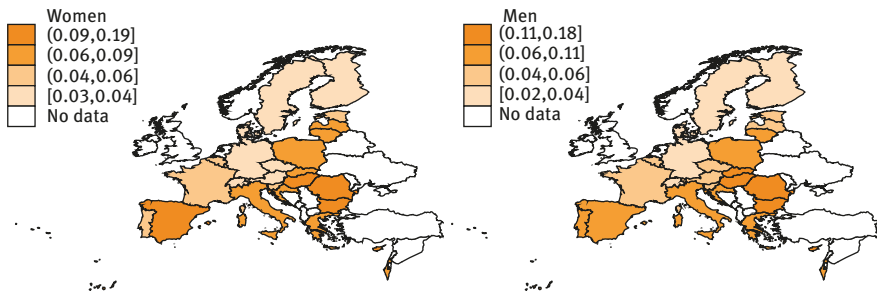 Women
(0.09,0.19]
(0.06,0.09]
(0.04,0.06]
[0.03,0.04]
No data
Men
(0.11,0.18]
(0.06,0.11]
(0.04,0.06]
[0.02,0.04]
No data